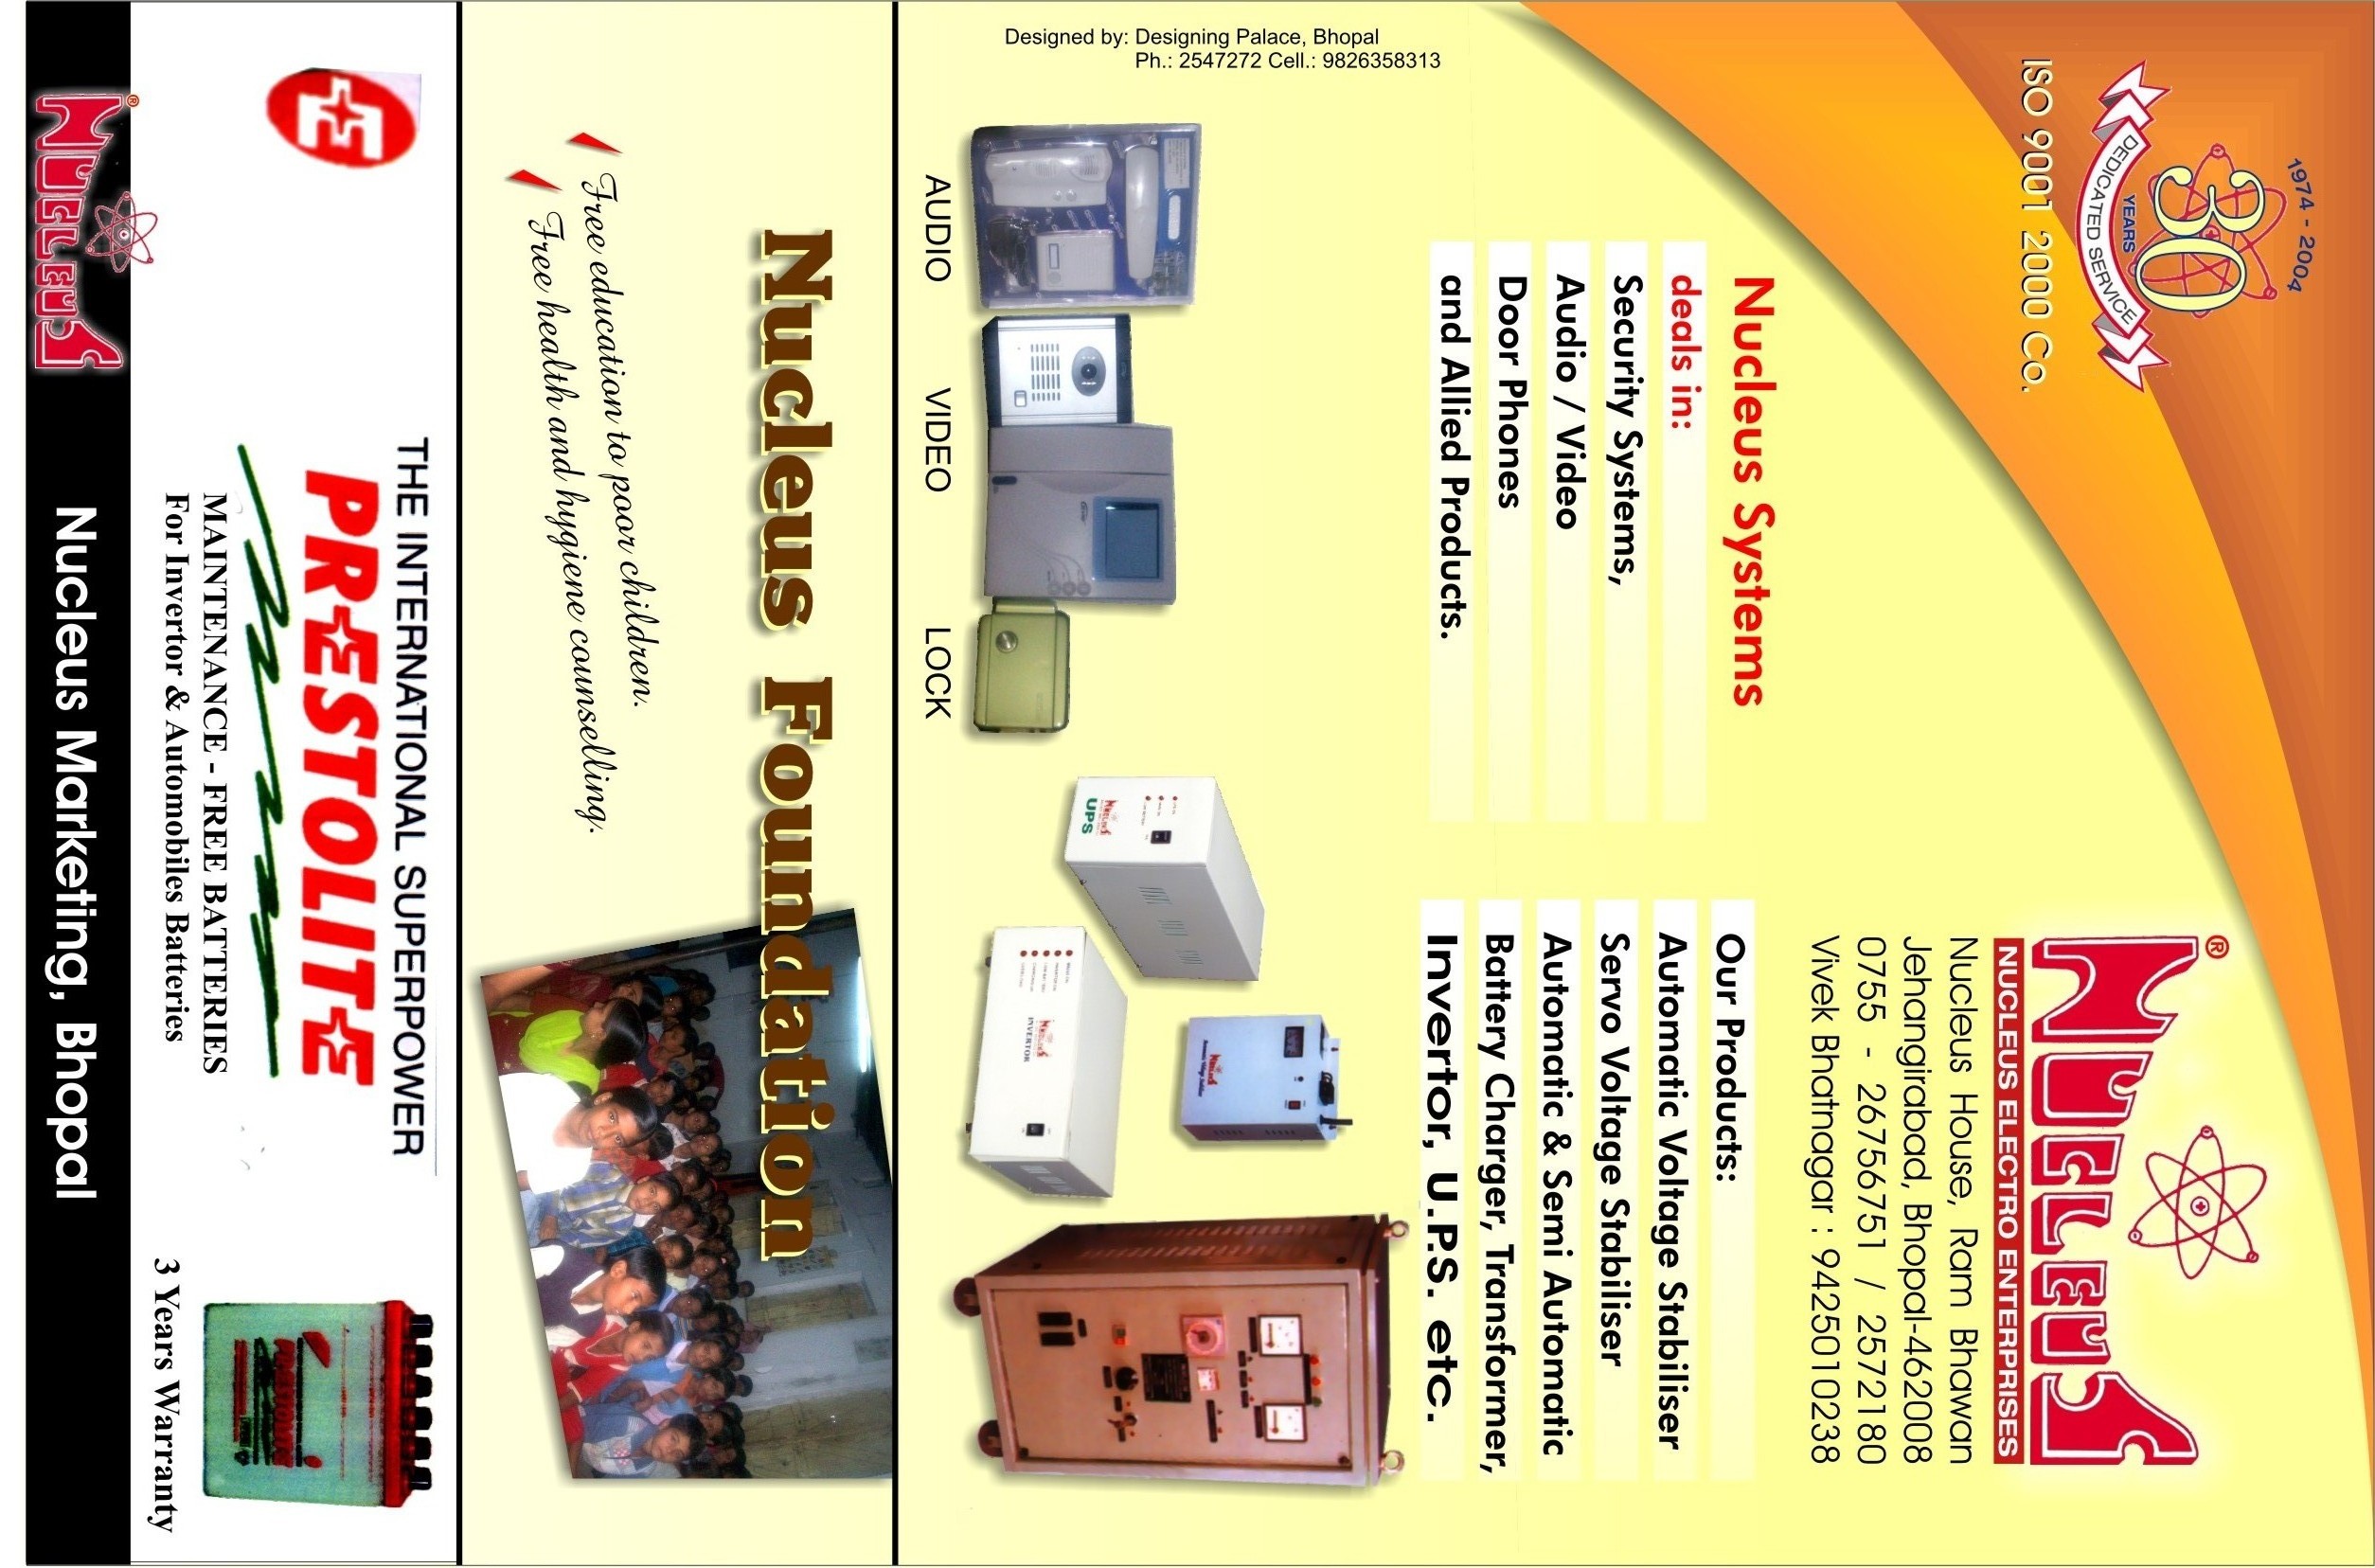 1974 - 2004
30
YEARS
DEDICATED SERVICE
ISO 9001 2000 Co.
NUCLEUS®
NUCLEUS ELECTRO ENTERPRISES
Nucleus House, Ram Bhawan
Jehangirabad, Bhopal-462008
0755 - 26756751 / 2572180
Vivek Bhatnagar : 9425010238
Nucleus Systems
deals in:
Security Systems,
Audio / Video
Door Phones
and Allied Products.
Our Products:
Automatic Voltage Stabiliser
Servo Voltage Stabiliser
Automatic & Semi Automatic
Battery Charger, Transformer,
Invertor, U.P.S. etc.
NUCLEUS
UPS
NUCLEUS
INVERTOR
NUCLEUS
AUDIO
VIDEO
LOCK
Designed by: Designing Palace, Bhopal
Ph.: 2547272 Cell.: 9826358313
Nucleus Foundation
Free education to poor children.
Free health and hygiene counselling.
THE INTERNATIONAL SUPERPOWER
PRESTOLITE
MAINTENANCE - FREE BATTERIES
For Invertor & Automobiles Batteries
3 Years Warranty
NUCLEUS®
Nucleus Marketing, Bhopal